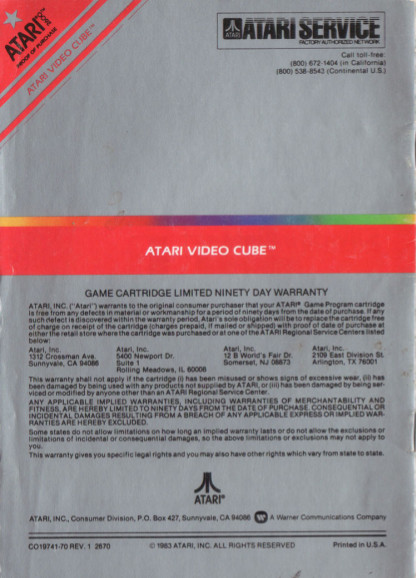 ATARI®
PROOF OF PURCHASE
ATARI VIDEO CUBE™
ATARI
ATARI SERVICE
FACTORY AUTHORIZED NETWORK
Call toll-free:
(800) 672-1404 (in California)
(800) 538-8543 (Continental U.S.)
ATARI VIDEO CUBE™
GAME CARTRIDGE LIMITED NINETY DAY WARRANTY
ATARI, INC. ("Atari") warrants to the original consumer purchaser that your ATARI® Game Program cartridge
is free from any defects in material or workmanship for a period of ninety days from the date of purchase. If any
such defect is discovered within the warranty period, Atari's sole obligation will be to replace the cartridge free
of charge on receipt of the cartridge (charges prepaid, if mailed or shipped) with proof of date of purchase at
either the retail store where the cartridge was purchased or at one of the ATARI Regional Service Centers listed
below:
Atari, Inc. Atari, Inc. Atari, Inc. Atari, Inc.
1312 Crossman Ave. 5400 Newport Dr. 12 B World's Fair Dr. 2109 East Division St.
Sunnyvale, CA 94086 Suite 1 Somerset, NJ 08873 Arlington, TX 76001
Rolling Meadows, IL 60008
This warranty shall not apply if the cartridge (i) has been misused or shows signs of excessive wear, (ii) has
been damaged by being used with any products not supplied by ATARI, or (iii) has been damaged by being ser-
viced or modified by anyone other than an ATARI Regional Service Center.
ANY APPLICABLE IMPLIED WARRANTIES, INCLUDING WARRANTIES OF MERCHANTABILITY AND
FITNESS, ARE HEREBY LIMITED TO NINETY DAYS FROM THE DATE OF PURCHASE. CONSEQUENTIAL OR
INCIDENTAL DAMAGES RESULTING FROM A BREACH OF ANY APPLICABLE EXPRESS OR IMPLIED WAR-
RANTIES ARE HEREBY EXCLUDED.
Some states do not allow limitations on how long an implied warranty lasts or do not allow the exclusions or
limitations of incidental or consequential damages, so the above limitations or exclusions may not apply to
you.
This warranty gives you specific legal rights and you may also have other rights which vary from state to state.
ATARI®
ATARI, INC., Consumer Division, P.O. Box 427, Sunnyvale, CA 94086 A Warner Communications Company
CO19741-70 REV. 1 2670 © 1983 ATARI, INC. ALL RIGHTS RESERVED Printed in U.S.A.